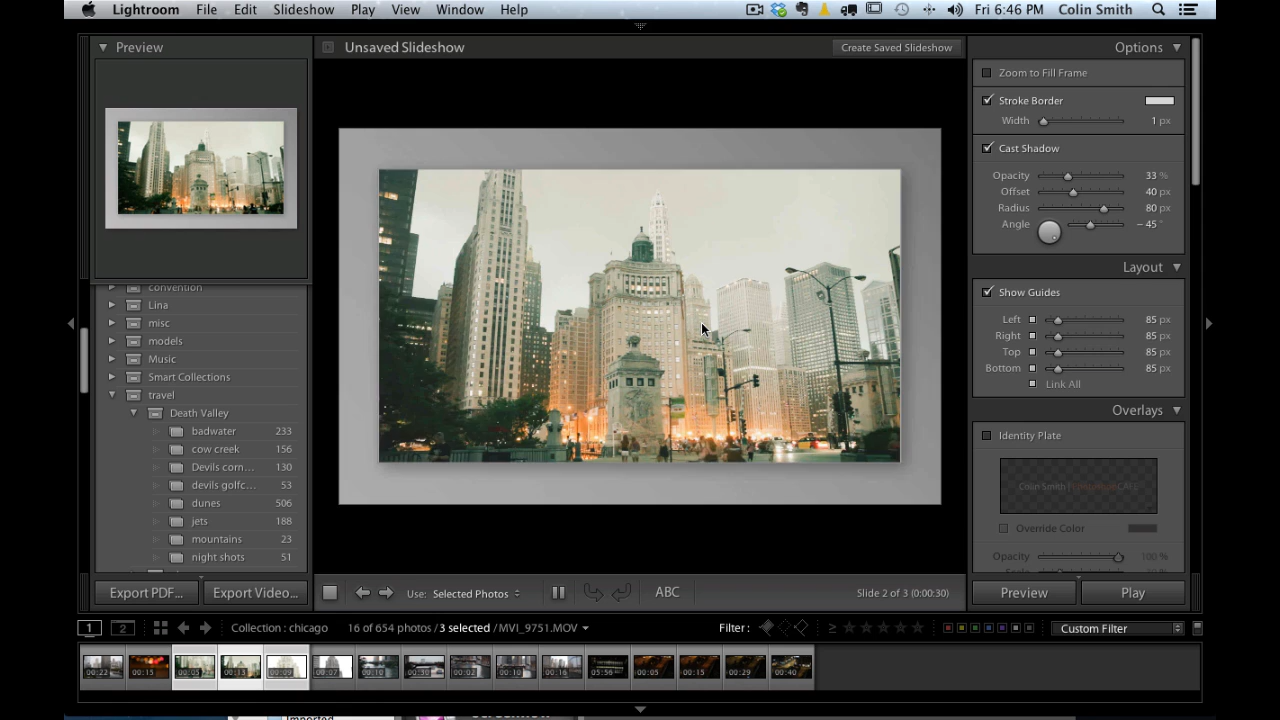 Lightroom File Edit Slideshow Play View Window Help Fri 6:46 PM Colin Smith
Preview
Unsaved Slideshow
Create Saved Slideshow
Options
Zoom to Fill Frame
Stroke Border
Width 1 px
Cast Shadow
Opacity 33 %
Offset 40 px
Radius 80 px
Angle - 45 °
Layout
Show Guides
Left 85 px
Right 85 px
Top 85 px
Bottom 85 px
Link All
Overlays
Identity Plate
Colin Smith |
Override Color
Opacity 100 %
convention
Lina
misc
models
Music
Smart Collections
travel
Death Valley
badwater 233
cow creek 156
Devils corn... 130
devils golfc... 53
dunes 506
jets 188
mountains 23
night shots 51
Export PDF... Export Video...
Use: Selected Photos ABC Slide 2 of 3 (0:00:30)
Preview Play
1 2 Collection : chicago 16 of 654 photos / 3 selected / MVI_9751.MOV Filter : Custom Filter
00:22 00:15 00:05 00:13 00:09 00:07 00:10 00:30 00:02 00:10 00:16 05:56 00:05 00:15 00:29 00:40
Imported